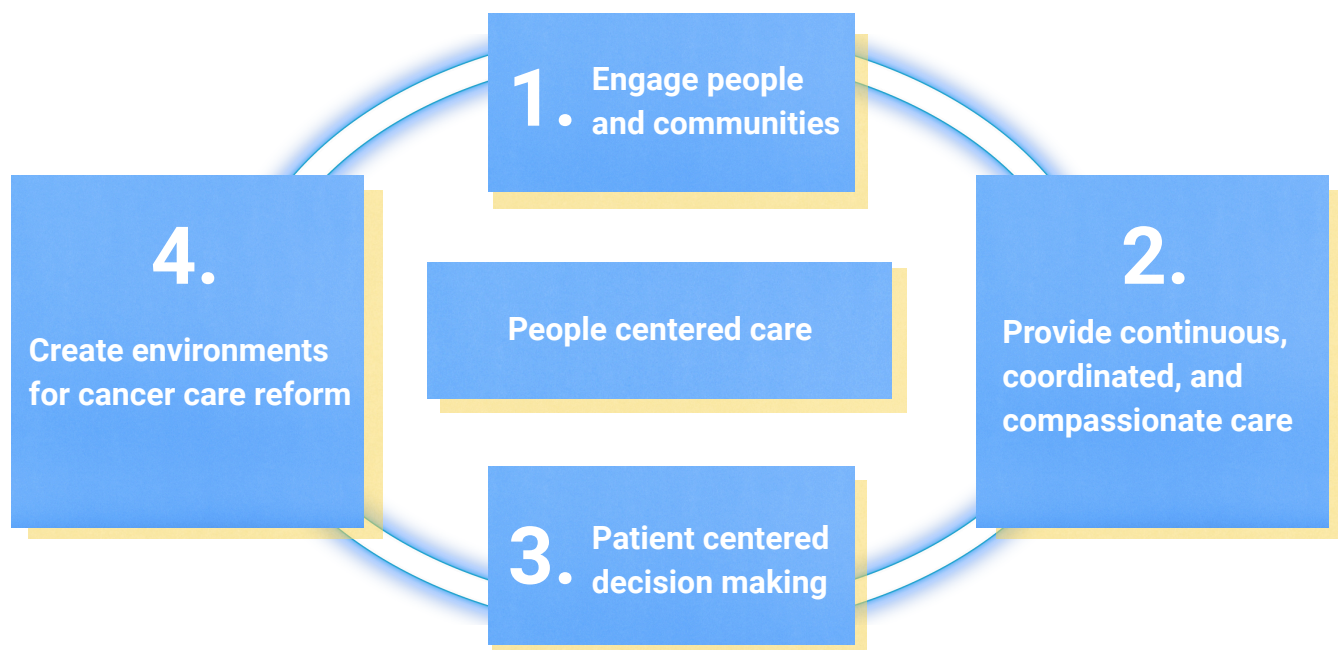 1.
Engage people
and communities
2.
Provide continuous,
coordinated, and
compassionate care
3.
Patient centered
decision making
4.
Create environments
for cancer care reform
People centered care